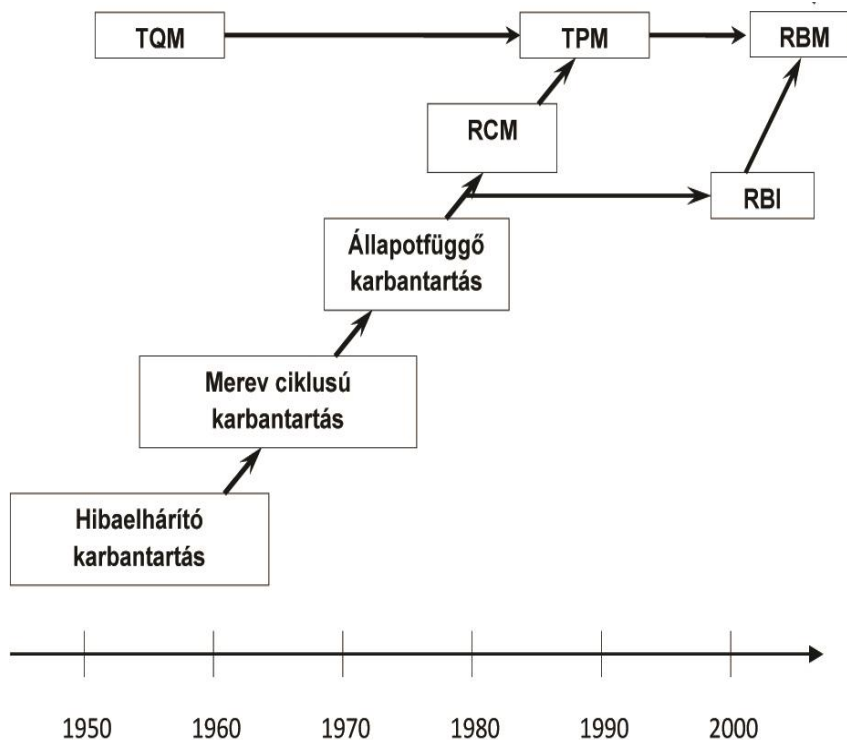 TQM
TPM
RBM
RCM
RBI
Állapotfüggő
karbantartás
Merev ciklusú
karbantartás
Hibaelhárító
karbantartás
1950
1960
1970
1980
1990
2000